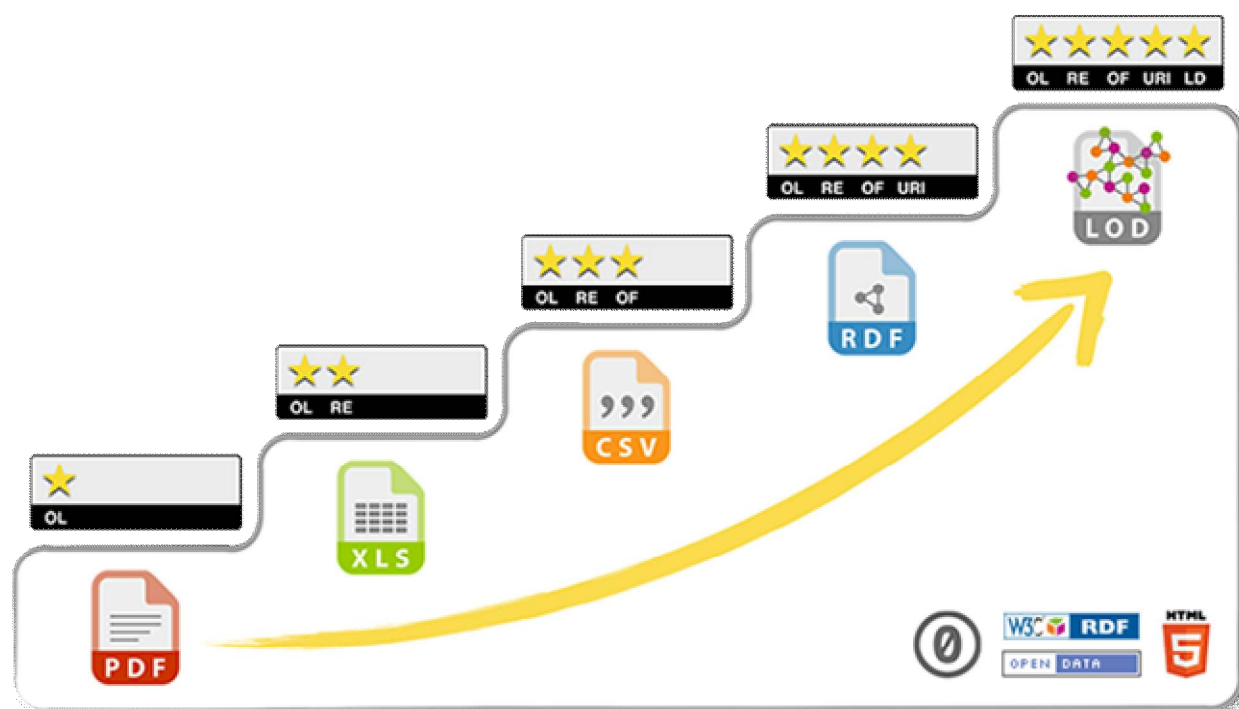 OL RE OF URI LD
LOD
OL RE OF URI
RDF
OL RE OF
CSV
OL RE
XLS
OL
PDF
0
W3C RDF
OPEN DATA
HTML
5